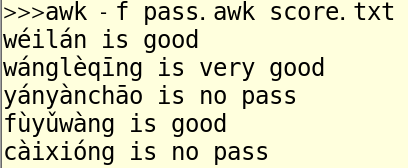 >>>awk -f pass.awk score.txt
wéilán is good
wánglèqīng is very good
yányànchāo is no pass
fùyǔwàng is good
càixióng is no pass